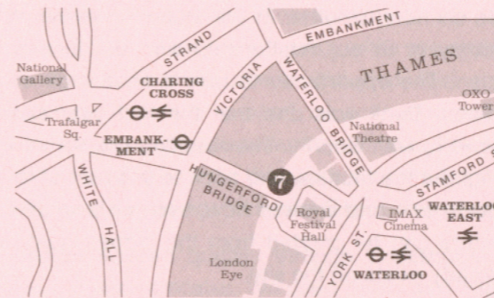 STRAND
EMBANKMENT
National
Gallery
CHARING
CROSS
VICTORIA
WATERLOO BRIDGE
THAMES
OXO
Tower
Trafalgar
Sq.
EMBANK-
MENT
National
Theatre
WHITE
HALL
HUNGERFORD
BRIDGE
7
Royal
Festival
Hall
IMAX
Cinema
STAMFORD S
WATERLOO
EAST
London
Eye
YORK ST.
WATERLOO